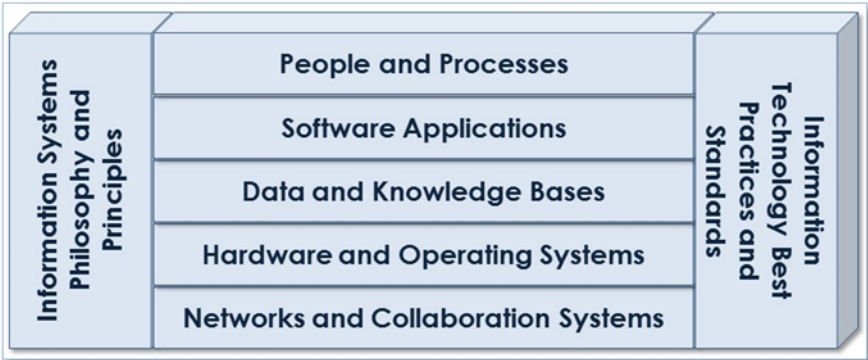 Information Systems
Philosophy and
Principles
People and Processes
Software Applications
Data and Knowledge Bases
Hardware and Operating Systems
Networks and Collaboration Systems
Information
Technology Best
Practices and
Standards